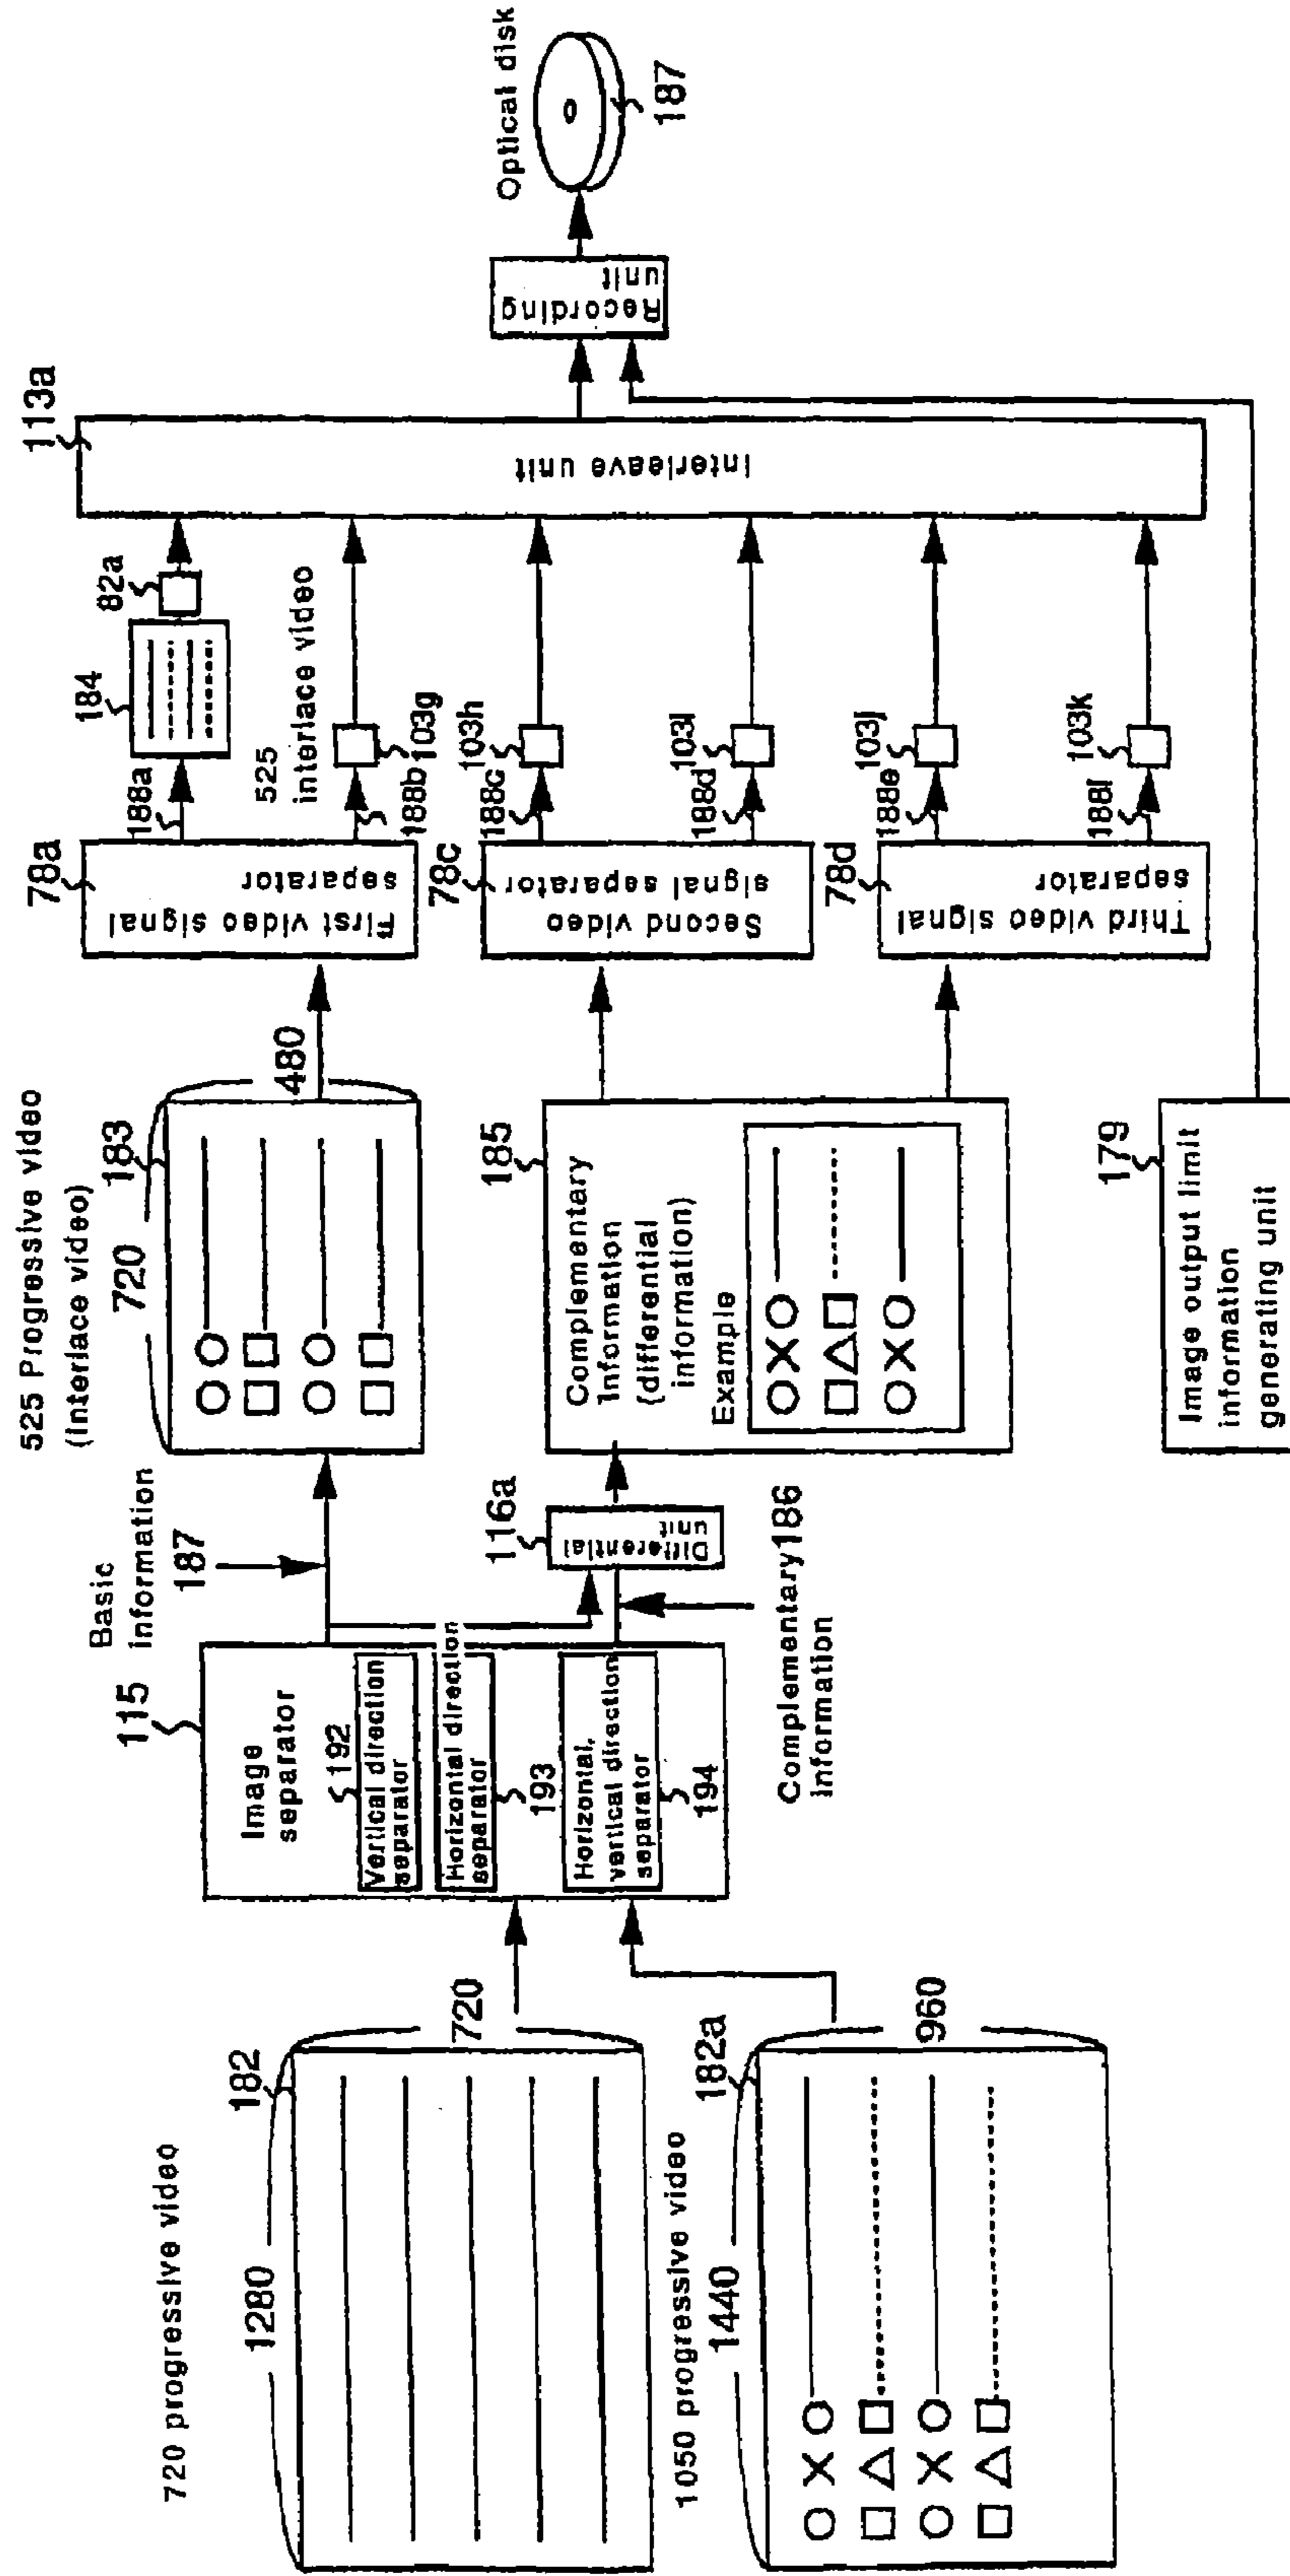 720 progressive video
1280
182
720
1050 progressive video
1440
182a
960
115
Image
separator
192
Vertical direction
separator
Horizontal direction
separator
193
Horizontal,
vertical direction
separator
194
Basic
information
187
116a
Differential
unit
Complementary
information
186
525 Progressive video
(Interlace video)
720
183
480
185
Complementary
Information
(differential
information)
Example
179
Image output limit
information
generating unit
78a
First video signal
separator
78c
Second video
signal separator
78d
Third video signal
separator
188a
184
82a
188b
525
interlace video
103g
188c
103h
188d
103i
188e
103j
188i
103k
113a
Interleave unit
Recording
unit
Optical disk
187